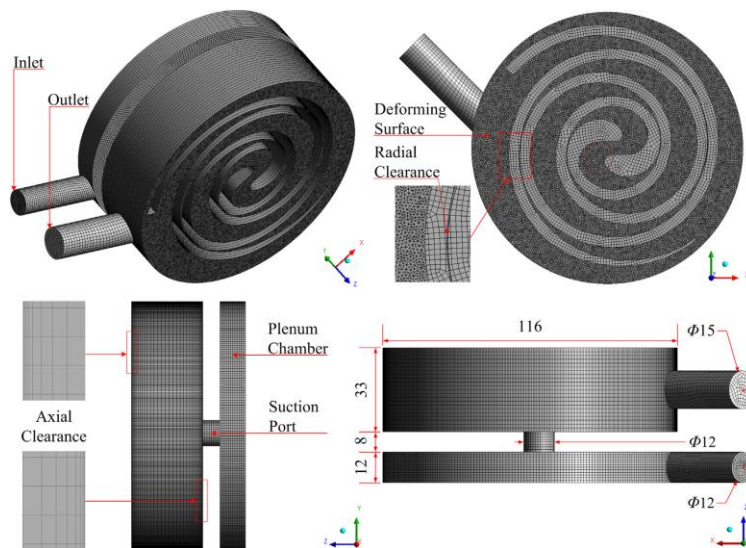 Inlet
Outlet
X
Y
Z
Deforming
Surface
Radial
Clearance
Y
Z
X
Axial
Clearance
Plenum
Chamber
Suction
Port
Y
Z
X
116
Φ15
33
8
12
Φ12
Φ12
Z
X
Y